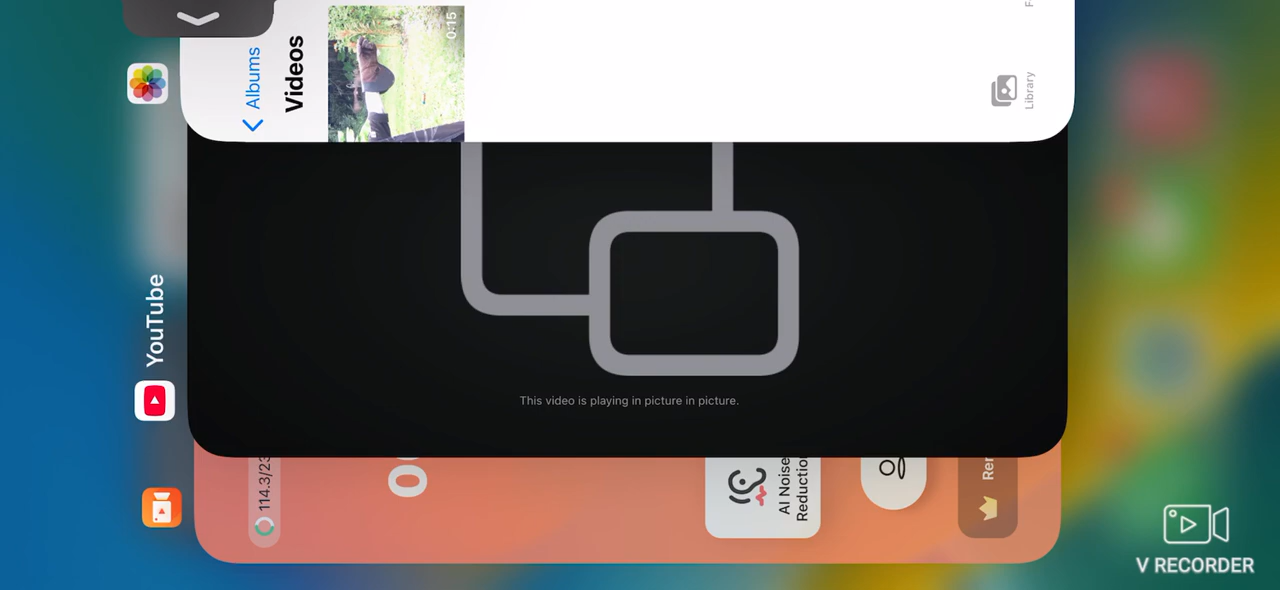 Albums
Videos
0:15
Library
YouTube
This video is playing in picture in picture.
114.3/23
AI Noise
Reduction
V RECORDER